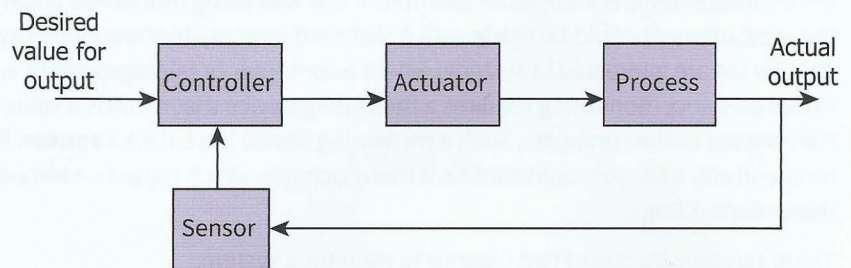 Desired
value for
output
Controller
Actuator
Process
Actual
output
Sensor